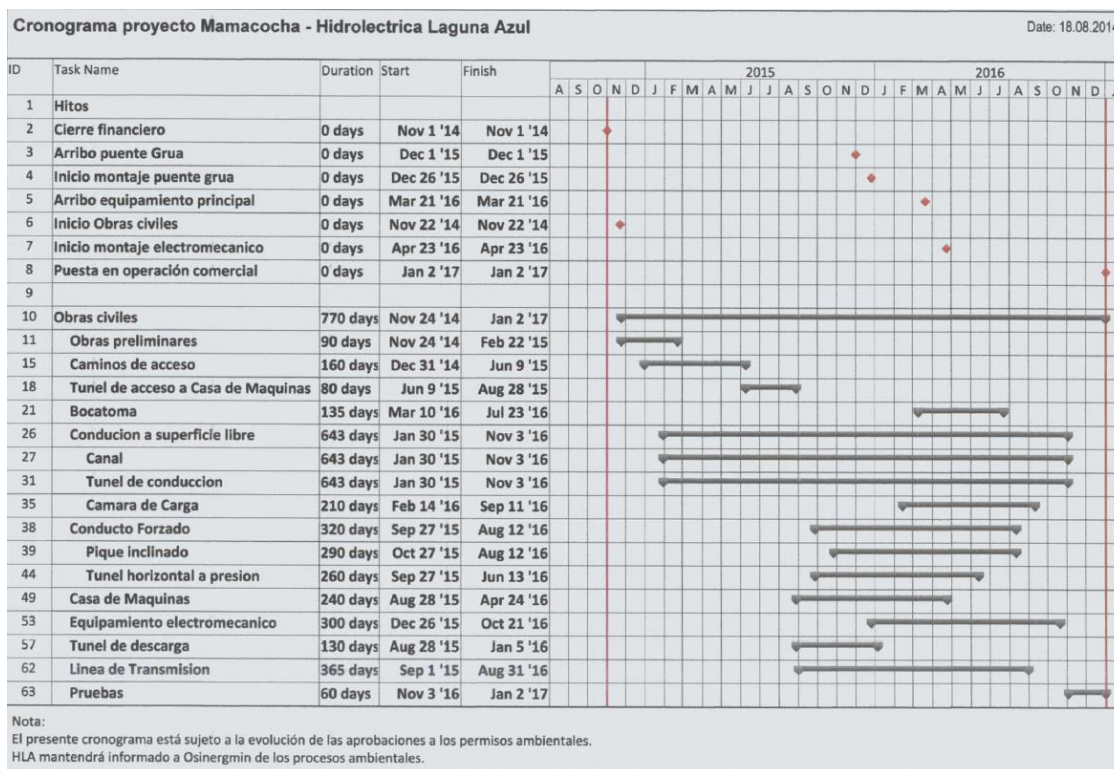 Cronograma proyecto Mamacocha - Hidrolectrica Laguna Azul Date: 18.08.2014
ID Task Name Duration Start Finish 2015 2016
A S O N D J F M A M J J A S O N D J F M A M J J A S O N D J
1 Hitos
2 Cierre financiero 0 days Nov 1 '14 Nov 1 '14
3 Arribo puente Grua 0 days Dec 1 '15 Dec 1 '15
4 Inicio montaje puente grua 0 days Dec 26 '15 Dec 26 '15
5 Arribo equipamiento principal 0 days Mar 21 '16 Mar 21 '16
6 Inicio Obras civiles 0 days Nov 22 '14 Nov 22 '14
7 Inicio montaje electromecanico 0 days Apr 23 '16 Apr 23 '16
8 Puesta en operación comercial 0 days Jan 2 '17 Jan 2 '17
9
10 Obras civiles 770 days Nov 24 '14 Jan 2 '17
11 Obras preliminares 90 days Nov 24 '14 Feb 22 '15
15 Caminos de acceso 160 days Dec 31 '14 Jun 9 '15
18 Tunel de acceso a Casa de Maquinas 80 days Jun 9 '15 Aug 28 '15
21 Bocatoma 135 days Mar 10 '16 Jul 23 '16
26 Conducion a superficie libre 643 days Jan 30 '15 Nov 3 '16
27 Canal 643 days Jan 30 '15 Nov 3 '16
31 Tunel de conduccion 643 days Jan 30 '15 Nov 3 '16
35 Camara de Carga 210 days Feb 14 '16 Sep 11 '16
38 Conducto Forzado 320 days Sep 27 '15 Aug 12 '16
39 Pique inclinado 290 days Oct 27 '15 Aug 12 '16
44 Tunel horizontal a presion 260 days Sep 27 '15 Jun 13 '16
49 Casa de Maquinas 240 days Aug 28 '15 Apr 24 '16
53 Equipamiento electromecanico 300 days Dec 26 '15 Oct 21 '16
57 Tunel de descarga 130 days Aug 28 '15 Jan 5 '16
62 Linea de Transmision 365 days Sep 1 '15 Aug 31 '16
63 Pruebas 60 days Nov 3 '16 Jan 2 '17
Nota:
El presente cronograma está sujeto a la evolución de las aprobaciones a los permisos ambientales.
HLA mantendrá informado a Osinergmin de los procesos ambientales.